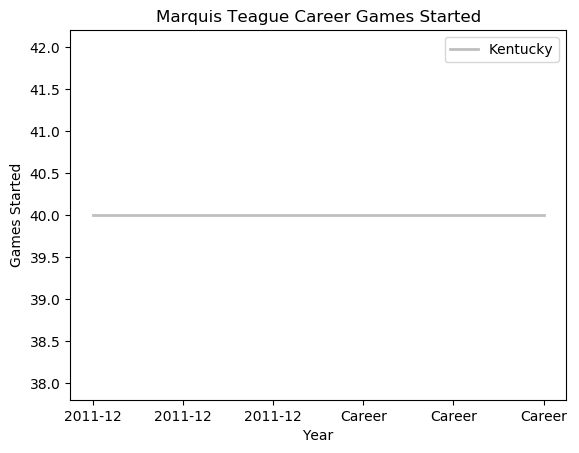 Marquis Teague Career Games Started
Kentucky
42.0
41.5
41.0
40.5
40.0
39.5
39.0
38.5
38.0
Games Started
2011-12 2011-12 2011-12 Career Career Career
Year